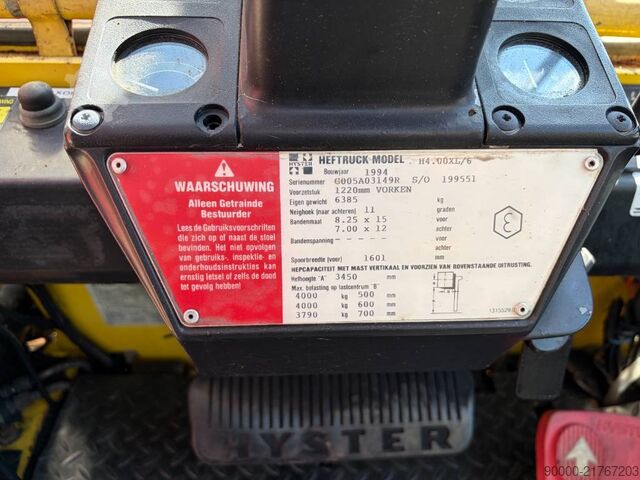 HYSTER
HEFTRUCK MODEL : H4.00XL/6
Bouwjaar 1994
Serienummer G005A03149R S/O 199551
Voorzetstuk 1220mm VORKEN
Eigen gewicht 6385 kg
Neighoek (naar achteren) 11 graden
Bandenmaat 8.25 x 15 voor
7.00 x 12 achter
Bandenspanning -- -- voor
achter
Spoorbreedte (voor) 1601 mm
HEFCAPACITEIT MET MAST VERTIKAAL EN VOORZIEN VAN BOVENSTAANDE UITRUSTING.
Hefhoogte "A" 3450 mm
Max. belasting op lastcentrum "B"
4000 kg 500 mm
4000 kg 600 mm
3790 kg 700 mm
1315529
WAARSCHUWING
Alleen Getrainde
Bestuurder
Lees de Gebruiksvoorschriften
die zich op of naast de stoel
bevinden. Het niet opvolgen
van gebruiks-, inspektie- en
onderhoudsinstrukties kan
ernstig letsel of zelfs de dood
tot gevolg hebben!
HYSTER
90000-21767203